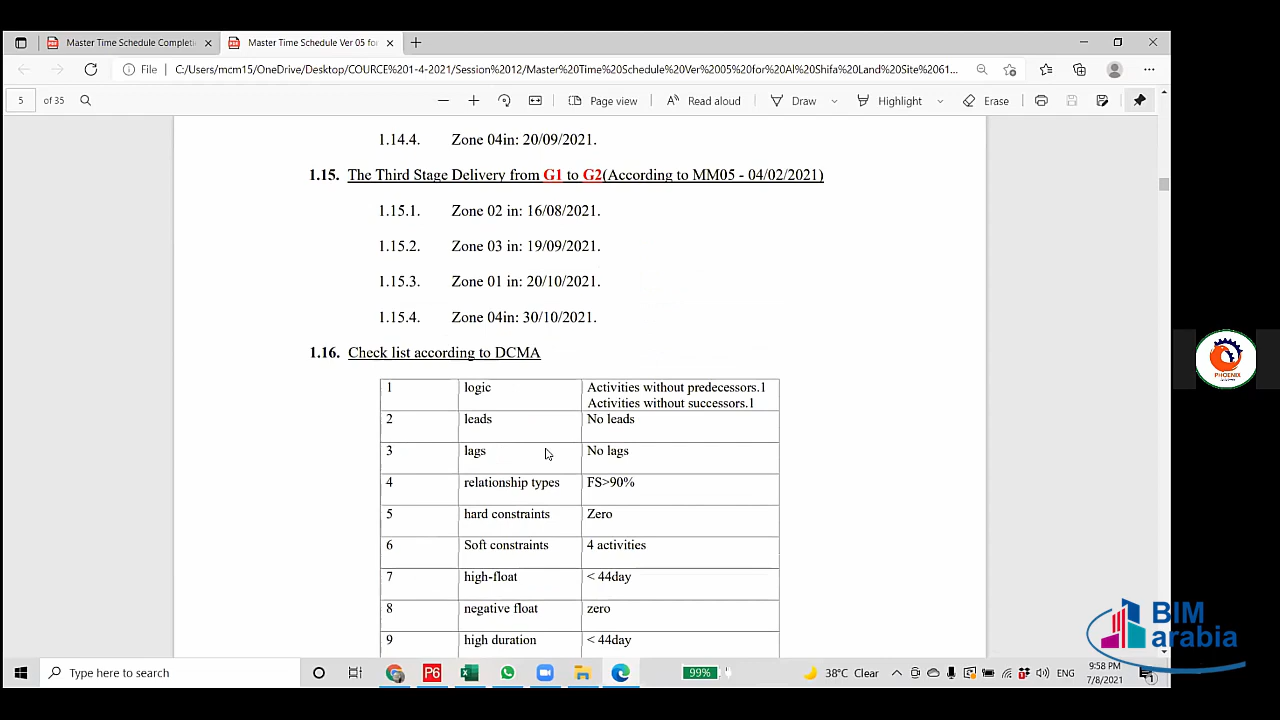 Master Time Schedule Completi
Master Time Schedule Ver 05 for
File
C:/Users/mcm15/OneDrive/Desktop/COURCE%201-4-2021/Session%2012/Master%20Time%20Schedule%20Ver%2005%20for%20Al%20Shifa%20Land%20Site%2061...
5 of 35
Page view
Read aloud
Draw
Highlight
Erase
1.14.4. Zone 04in: 20/09/2021.
1.15. The Third Stage Delivery from G1 to G2(According to MM05 - 04/02/2021)
1.15.1. Zone 02 in: 16/08/2021.
1.15.2. Zone 03 in: 19/09/2021.
1.15.3. Zone 01 in: 20/10/2021.
1.15.4. Zone 04in: 30/10/2021.
1.16. Check list according to DCMA
1 logic Activities without predecessors.1
Activities without successors.1
2 leads No leads
3 lags No lags
4 relationship types FS>90%
5 hard constraints Zero
6 Soft constraints 4 activities
7 high-float < 44day
8 negative float zero
9 high duration < 44day
PHOENIX
BIM
arabia
Type here to search
P6
99%
38°C Clear
ENG
9:58 PM
7/8/2021
1